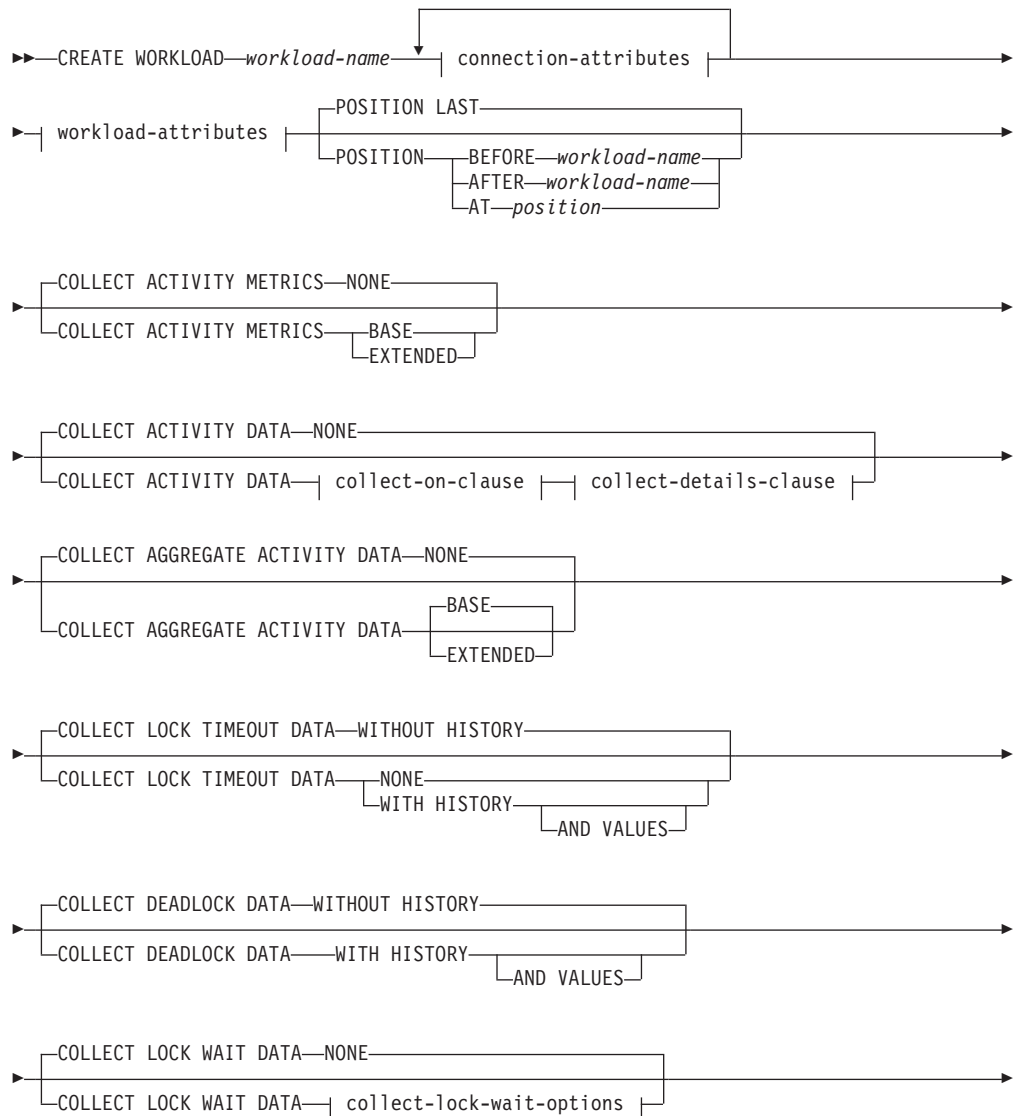 CREATE WORKLOAD workload-name connection-attributes
workload-attributes
POSITION LAST
POSITION BEFORE workload-name
AFTER workload-name
AT position
COLLECT ACTIVITY METRICS NONE
COLLECT ACTIVITY METRICS BASE
EXTENDED
COLLECT ACTIVITY DATA NONE
COLLECT ACTIVITY DATA collect-on-clause collect-details-clause
COLLECT AGGREGATE ACTIVITY DATA NONE
COLLECT AGGREGATE ACTIVITY DATA BASE
EXTENDED
COLLECT LOCK TIMEOUT DATA WITHOUT HISTORY
COLLECT LOCK TIMEOUT DATA NONE
WITH HISTORY
AND VALUES
COLLECT DEADLOCK DATA WITHOUT HISTORY
COLLECT DEADLOCK DATA WITH HISTORY
AND VALUES
COLLECT LOCK WAIT DATA NONE
COLLECT LOCK WAIT DATA collect-lock-wait-options